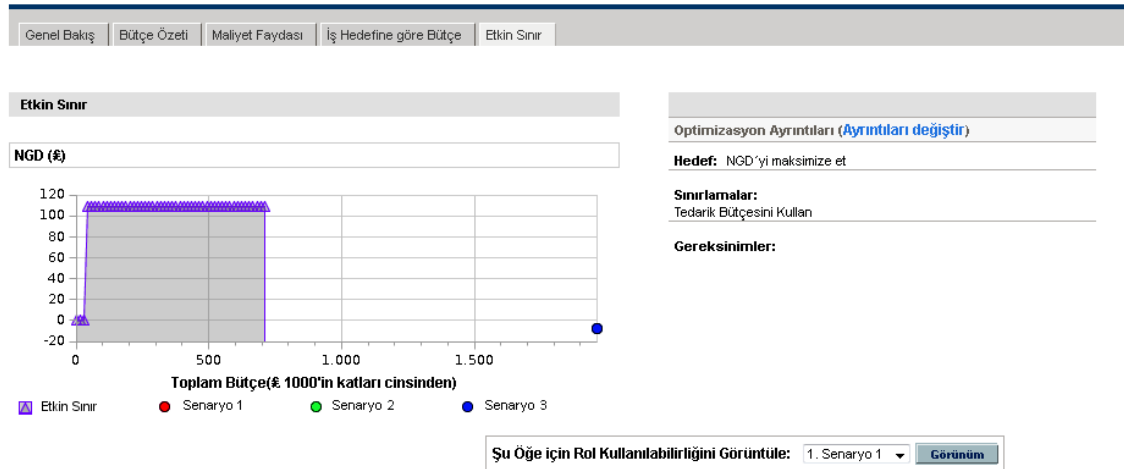 Genel Bakış Bütçe Özeti Maliyet Faydası İş Hedefine göre Bütçe Etkin Sınır
Etkin Sınır
NGD (₤)
120
100
80
60
40
20
0
-20
0 500 1.000 1.500
Toplam Bütçe(₤ 1000'in katları cinsinden)
Etkin Sınır Senaryo 1 Senaryo 2 Senaryo 3
Optimizasyon Ayrıntıları (Ayrıntıları değiştir)
Hedef: NGD´yi maksimize et
Sınırlamalar:
Tedarik Bütçesini Kullan
Gereksinimler:
Şu Öğe için Rol Kullanılabilirliğini Görüntüle: 1. Senaryo 1 Görünüm